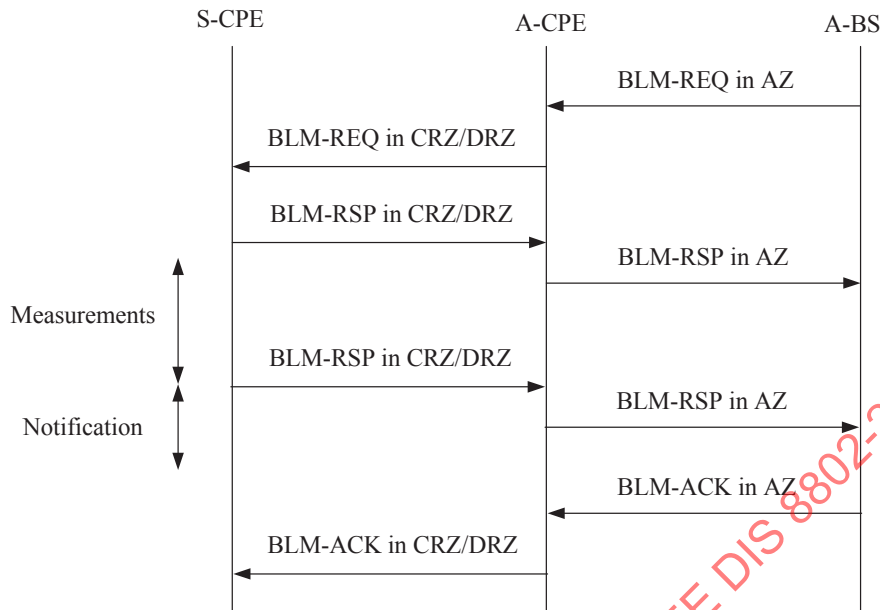 S-CPE A-CPE A-BS
BLM-REQ in AZ
BLM-REQ in CRZ/DRZ
BLM-RSP in CRZ/DRZ
BLM-RSP in AZ
Measurements
BLM-RSP in CRZ/DRZ
BLM-RSP in AZ
Notification
BLM-ACK in AZ
BLM-ACK in CRZ/DRZ
DIS 8802-